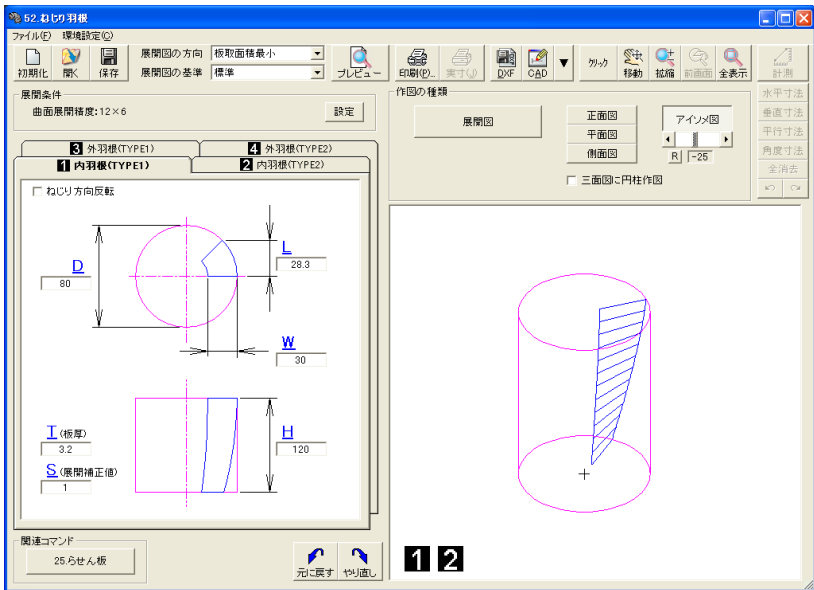 52.ねじり羽根
ファイル(F) 環境設定(C)
初期化 開く 保存
展開図の方向 板取面積最小
展開図の基準 標準
プレビュー 印刷(P)... 実寸(J) DXF CAD ▼ クリック 移動 拡縮 前画面 全表示 計測
展開条件
曲面展開精度:12×6 設定
作図の種類
展開図
正面図
平面図
側面図
アイソメ図
R -25
三面図に円柱作図
水平寸法
垂直寸法
平行寸法
角度寸法
全消去
3 外羽根(TYPE1) 4 外羽根(TYPE2)
1 内羽根(TYPE1) 2 内羽根(TYPE2)
ねじり方向反転
D
80
L
28.3
W
30
T (板厚)
3.2
S (展開補正値)
1
H
120
関連コマンド
25.らせん板
元に戻す やり直し
1 2